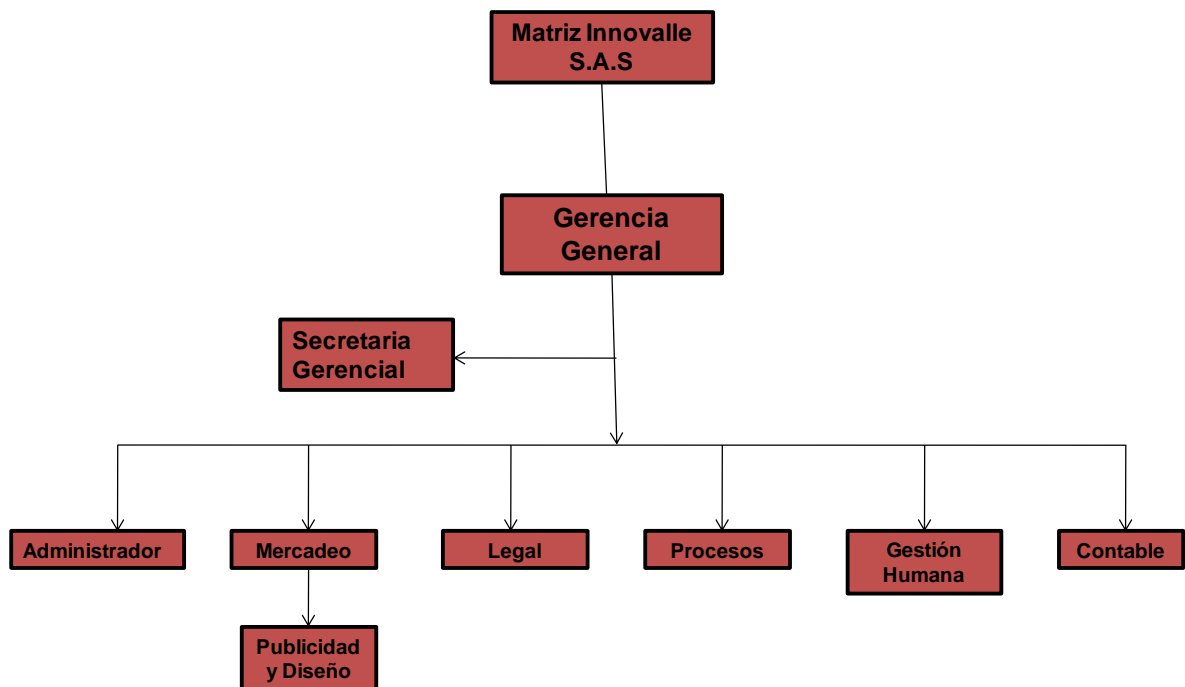 Matriz Innovalle
S.A.S
Gerencia
General
Secretaria
Gerencial
Administrador
Mercadeo
Legal
Procesos
Gestión
Humana
Contable
Publicidad
y Diseño